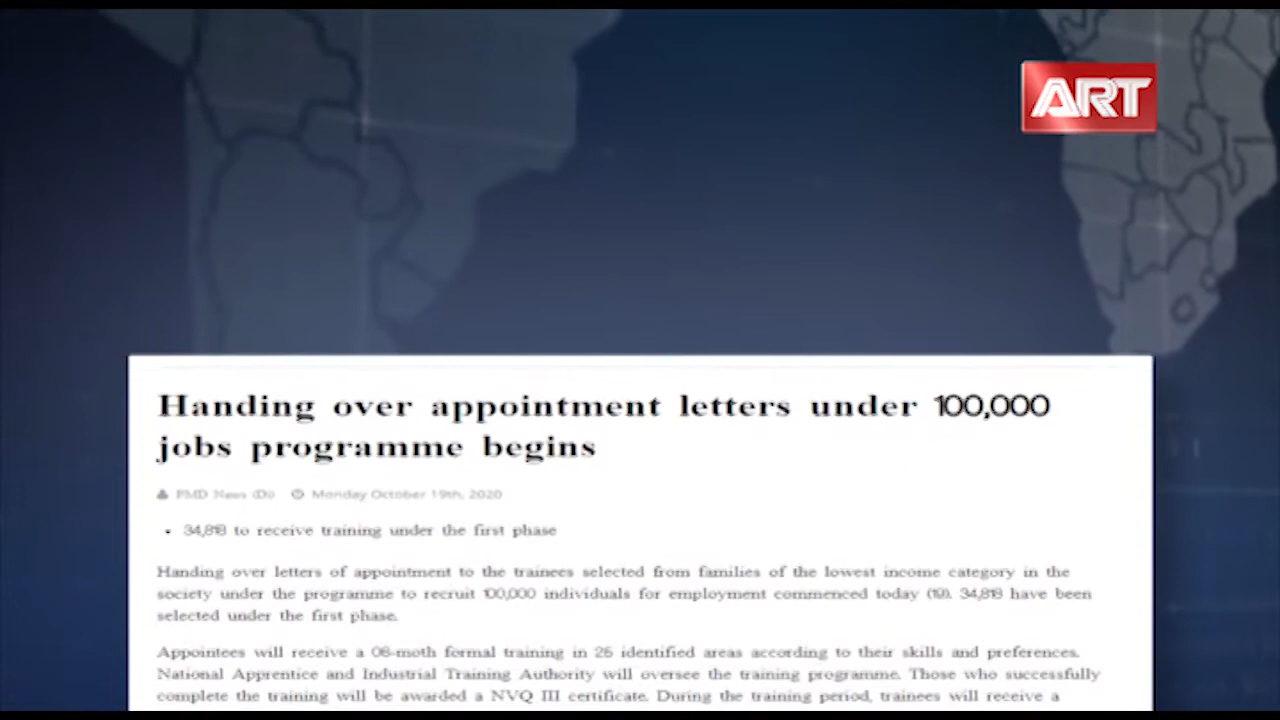 ART
Handing over appointment letters under 100,000
jobs programme begins
PMD News
Monday October 19th, 2020
• 34,818 to receive training under the first phase
Handing over letters of appointment to the trainees selected from families of the lowest income category in the
society under the programme to recruit 100,000 individuals for employment commenced today (19). 34,818 have been
selected under the first phase.
Appointees will receive a 06-moth formal training in 26 identified areas according to their skills and preferences.
National Apprentice and Industrial Training Authority will oversee the training programme. Those who successfully
complete the training will be awarded a NVQ III certificate. During the training period, trainees will receive a